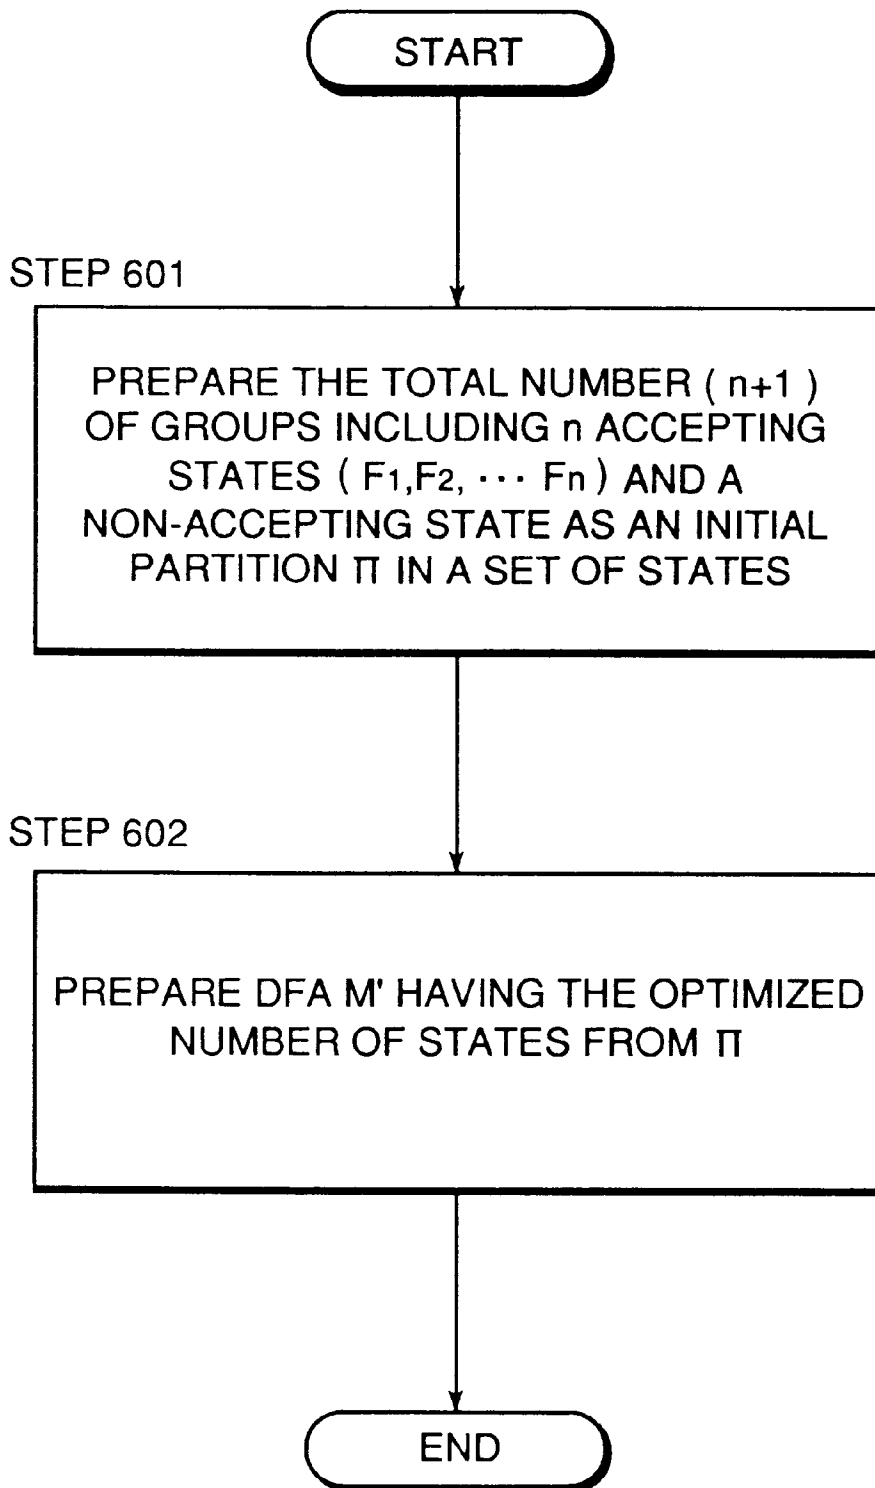 START
STEP 601
PREPARE THE TOTAL NUMBER ( n+1 )
OF GROUPS INCLUDING n ACCEPTING
STATES ( F1,F2, ··· Fn ) AND A
NON-ACCEPTING STATE AS AN INITIAL
PARTITION Π IN A SET OF STATES
STEP 602
PREPARE DFA M' HAVING THE OPTIMIZED
NUMBER OF STATES FROM Π
END